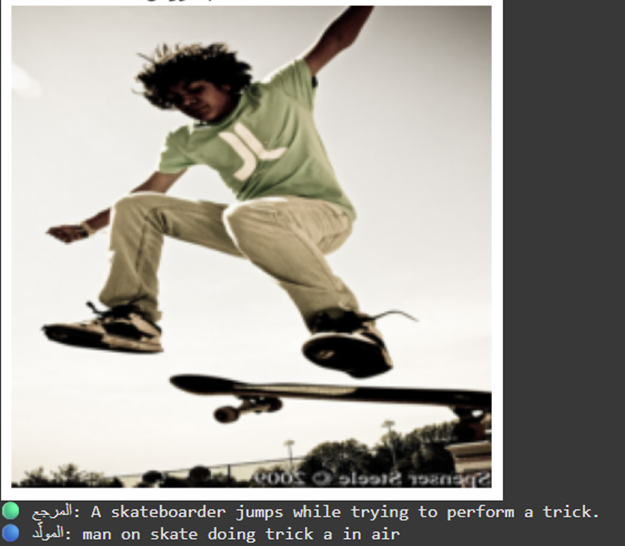 Spenser Steele © 2009
المرجع: A skateboarder jumps while trying to perform a trick.
المولّد: man on skate doing trick a in air